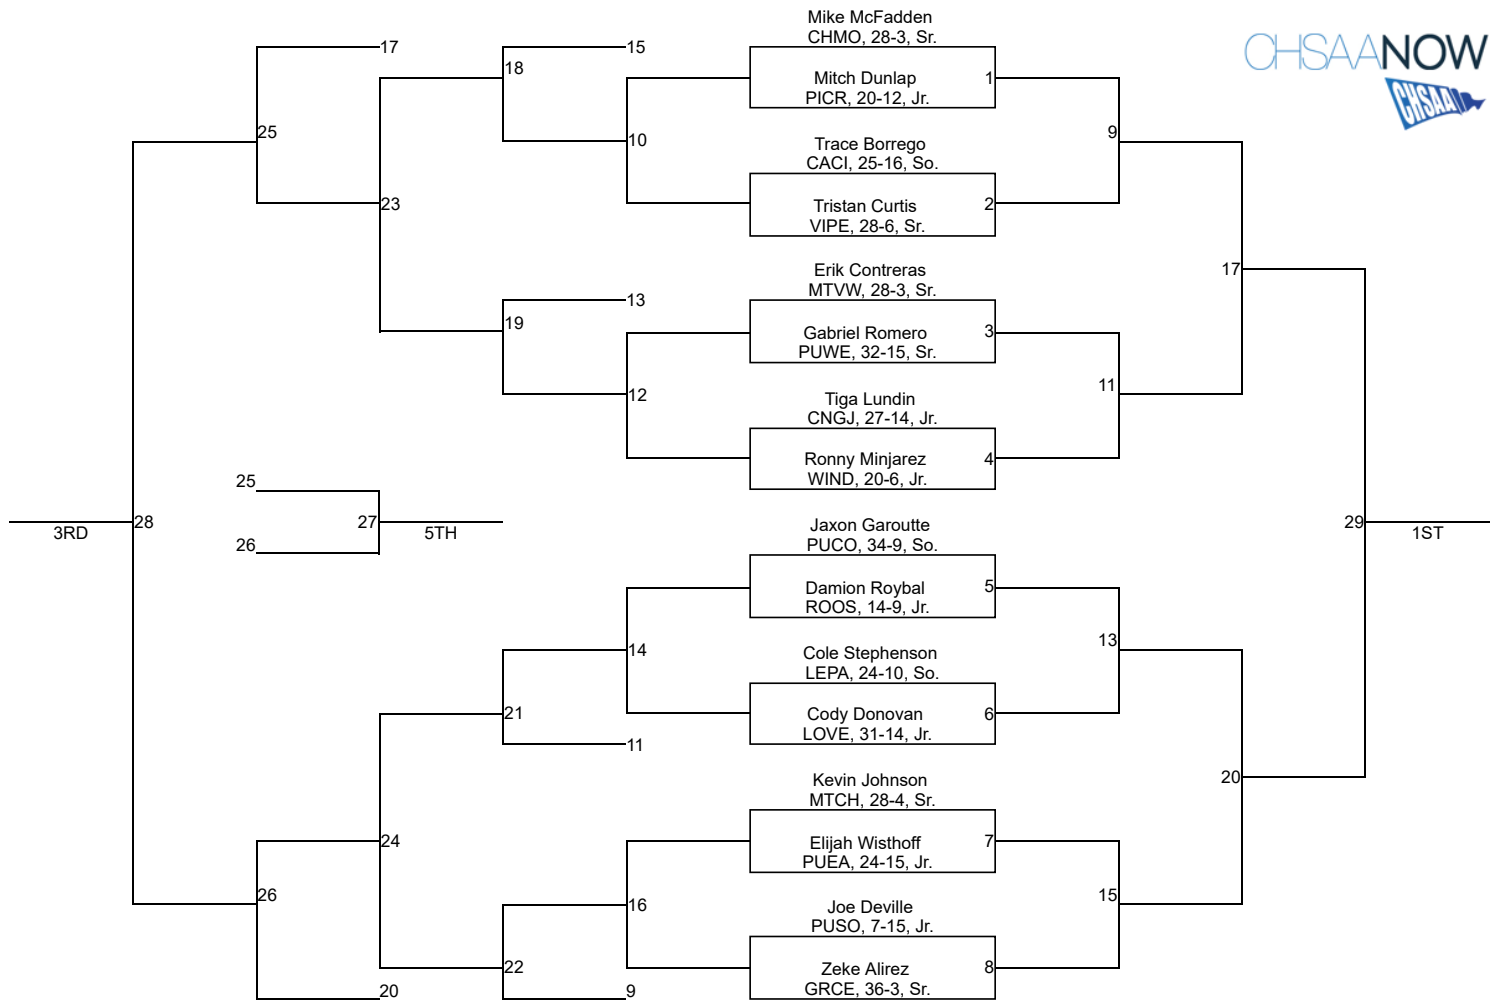 Mike McFadden
CHMO, 28-3, Sr.
CHSAANOW
CHSAA
17
15
18
Mitch Dunlap
1
PICR, 20-12, Jr.
25
10
9
Trace Borrego
CACI, 25-16, So.
23
Tristan Curtis
2
VIPE, 28-6, Sr.
Erik Contreras
17
MTVW, 28-3, Sr.
13
19
Gabriel Romero
3
PUWE, 32-15, Sr.
12
11
Tiga Lundin
CNGJ, 27-14, Jr.
Ronny Minjarez
4
WIND, 20-6, Jr.
25
28
3RD
27
5TH
26
Jaxon Garoutte
PUCO, 34-9, So.
29
1ST
Damion Roybal
5
ROOS, 14-9, Jr.
14
13
Cole Stephenson
LEPA, 24-10, So.
21
Cody Donovan
6
LOVE, 31-14, Jr.
11
Kevin Johnson
MTCH, 28-4, Sr.
20
24
Elijah Wisthoff
7
PUEA, 24-15, Jr.
26
16
15
Joe Deville
PUSO, 7-15, Jr.
22
Zeke Alirez
8
GRCE, 36-3, Sr.
20
9